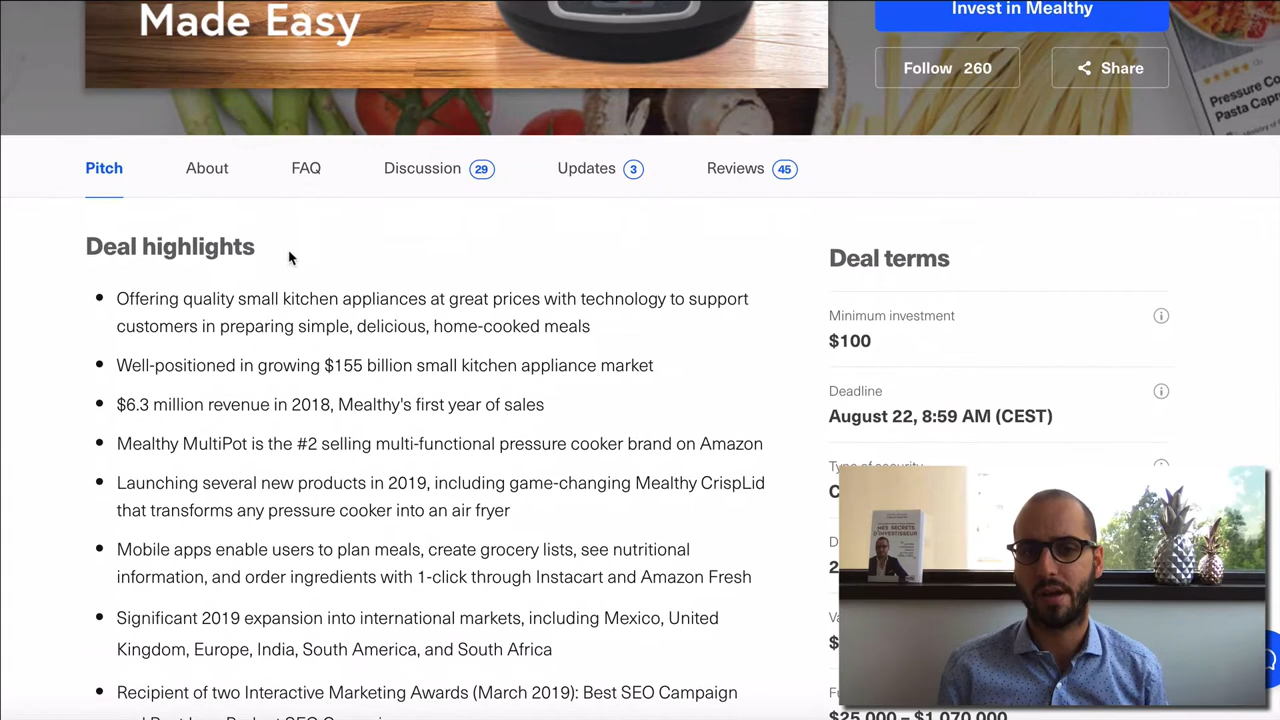 Made Easy
Invest in Mealthy
Follow 260
Share
Pressure Co
Pasta Capr
Pitch
About
FAQ
Discussion 29
Updates 3
Reviews 45
Deal highlights
• Offering quality small kitchen appliances at great prices with technology to support
customers in preparing simple, delicious, home-cooked meals
• Well-positioned in growing $155 billion small kitchen appliance market
• $6.3 million revenue in 2018, Mealthy's first year of sales
• Mealthy MultiPot is the #2 selling multi-functional pressure cooker brand on Amazon
• Launching several new products in 2019, including game-changing Mealthy CrispLid
that transforms any pressure cooker into an air fryer
• Mobile apps enable users to plan meals, create grocery lists, see nutritional
information, and order ingredients with 1-click through Instacart and Amazon Fresh
• Significant 2019 expansion into international markets, including Mexico, United
Kingdom, Europe, India, South America, and South Africa
• Recipient of two Interactive Marketing Awards (March 2019): Best SEO Campaign
Deal terms
Minimum investment
$100
Deadline
August 22, 8:59 AM (CEST)
Type of security
$25,000 – $1,070,000
MES SECRETS
D'INVESTISSEUR